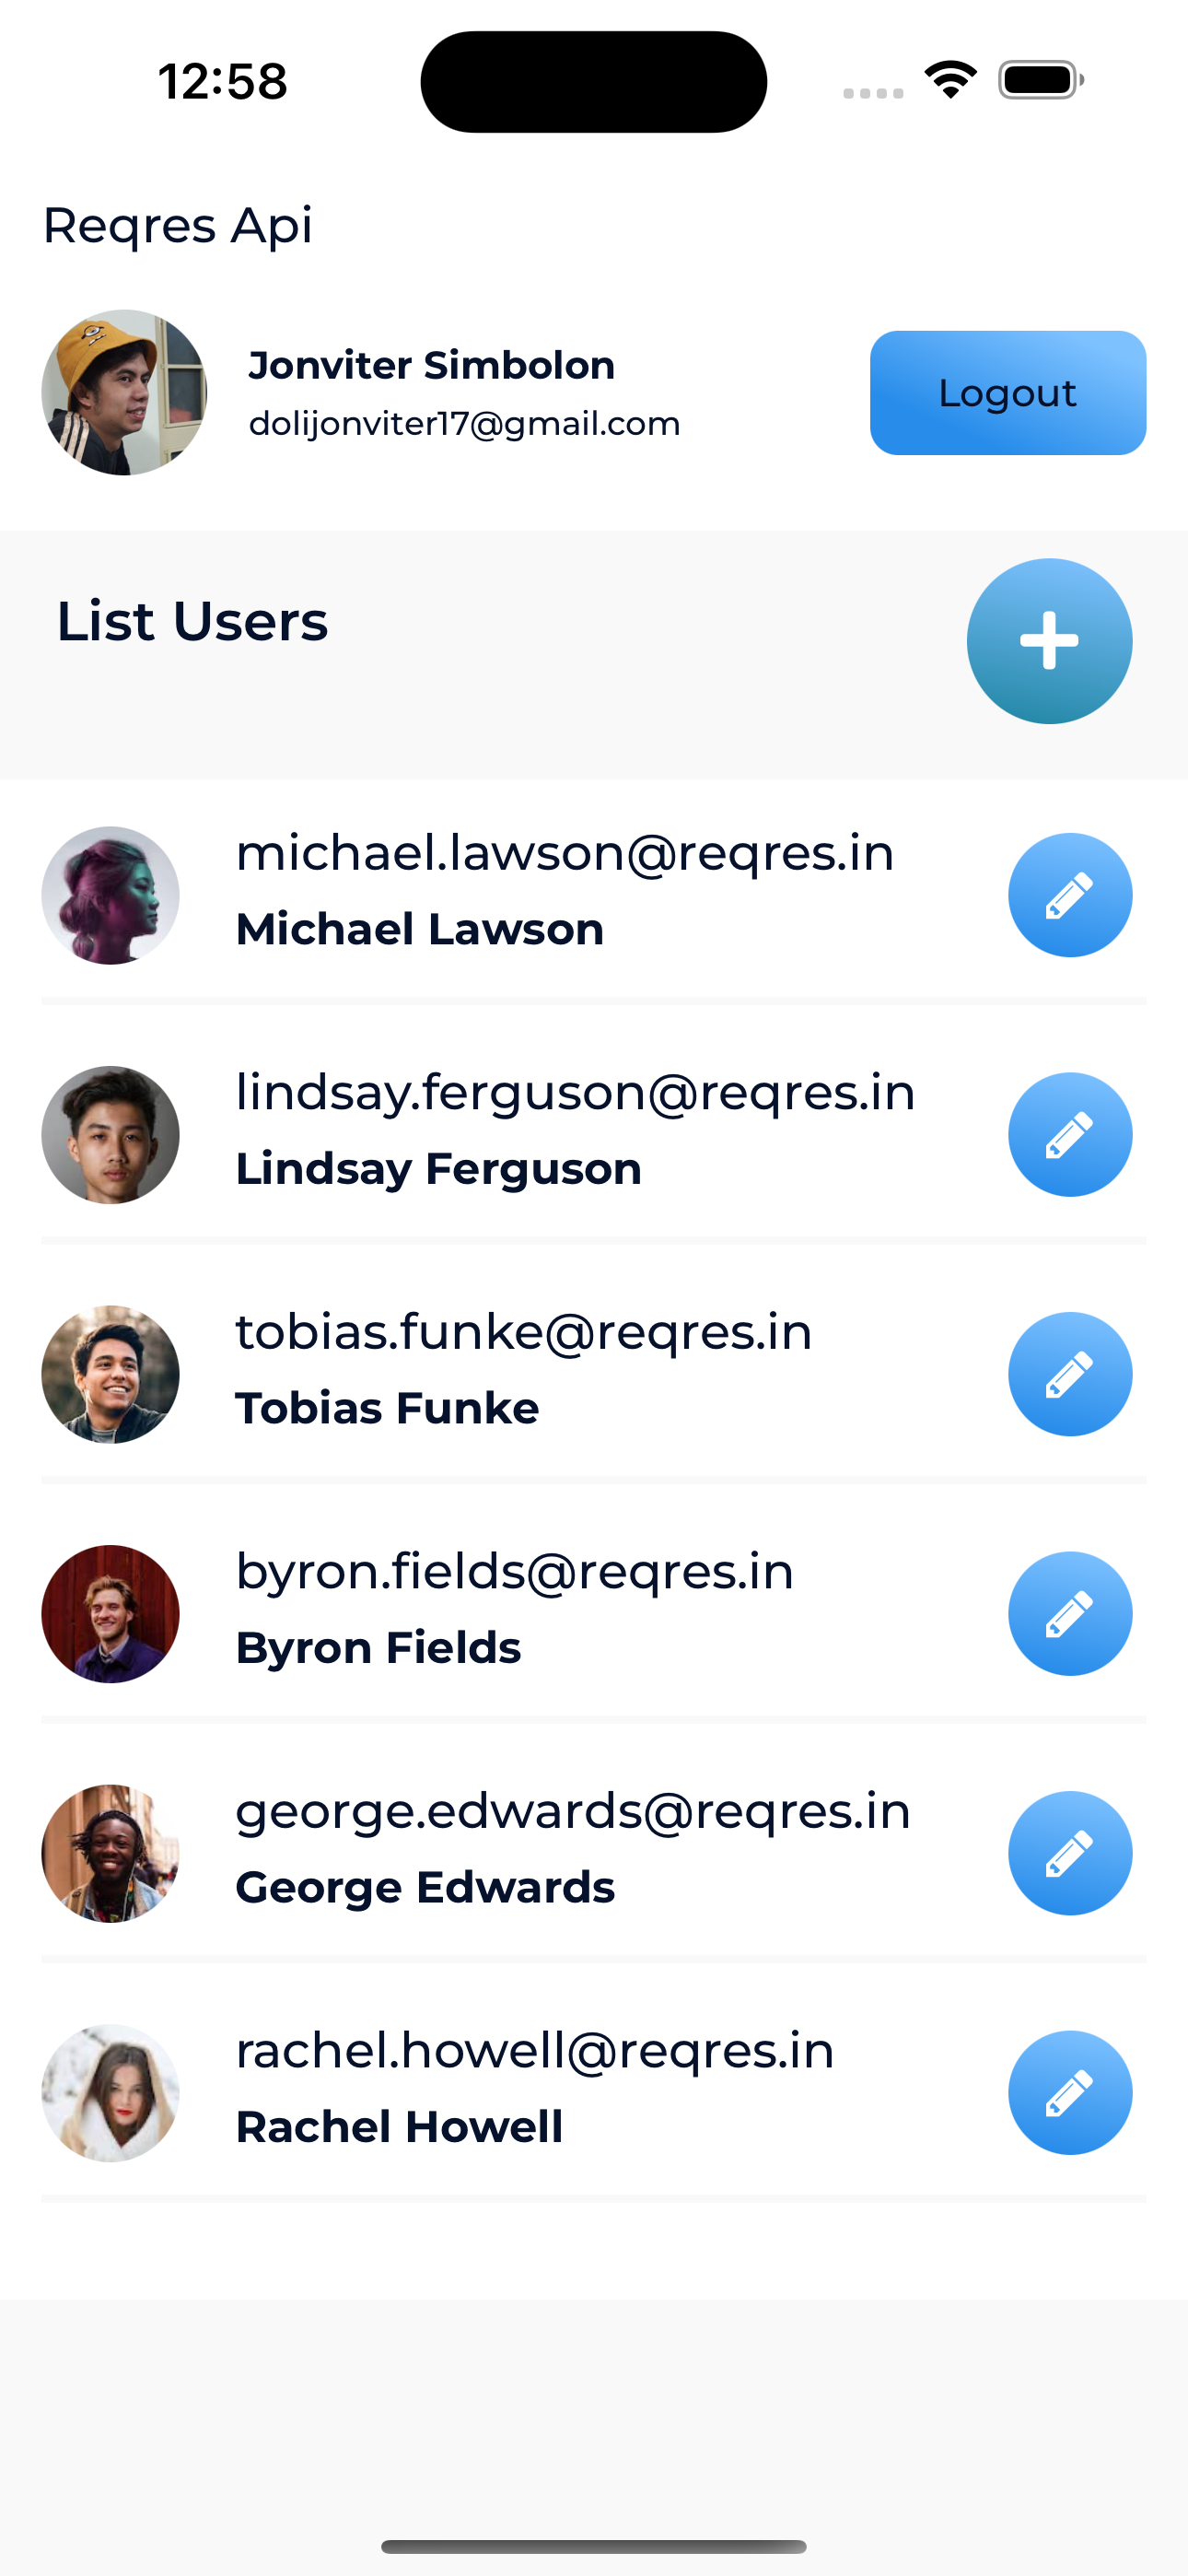 12:58
Reqres Api
Jonviter Simbolon
dolijonviter17@gmail.com
Logout
List Users
michael.lawson@reqres.in
Michael Lawson
lindsay.ferguson@reqres.in
Lindsay Ferguson
tobias.funke@reqres.in
Tobias Funke
byron.fields@reqres.in
Byron Fields
george.edwards@reqres.in
George Edwards
rachel.howell@reqres.in
Rachel Howell